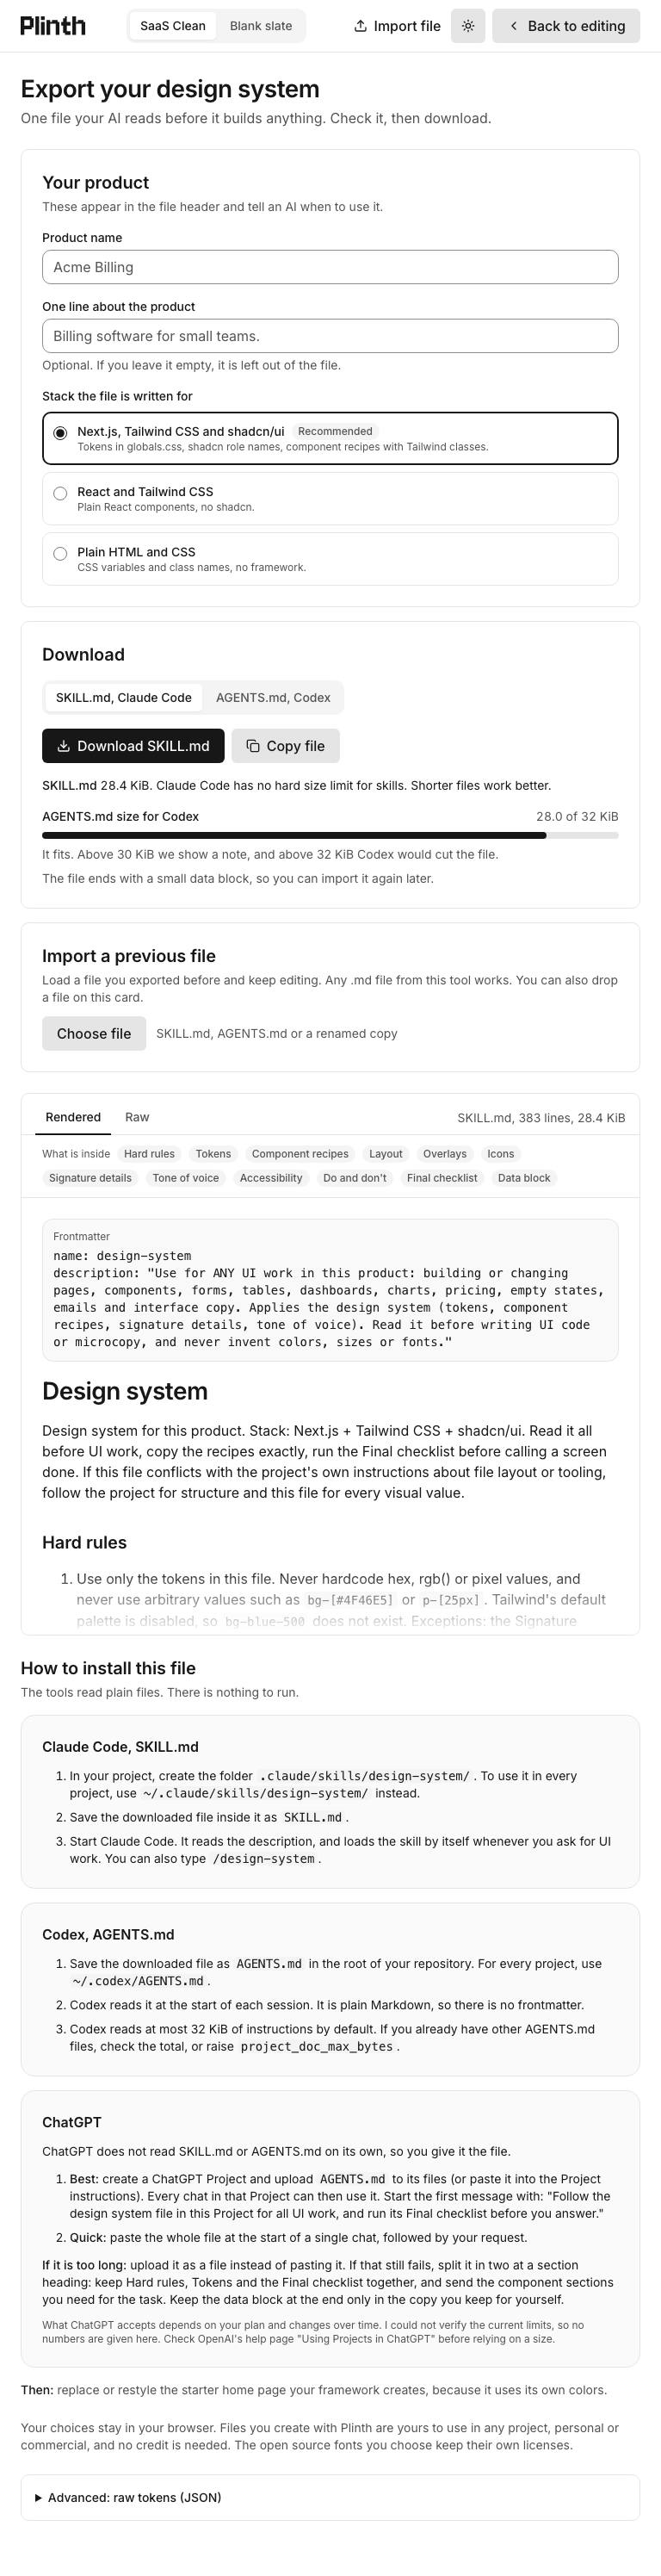 Plinth
SaaS Clean
Blank slate
Import file
Back to editing
Export your design system
One file your AI reads before it builds anything. Check it, then download.
Your product
These appear in the file header and tell an AI when to use it.
Product name
Acme Billing
One line about the product
Billing software for small teams.
Optional. If you leave it empty, it is left out of the file.
Stack the file is written for
Next.js, Tailwind CSS and shadcn/ui Recommended
Tokens in globals.css, shadcn role names, component recipes with Tailwind classes.
React and Tailwind CSS
Plain React components, no shadcn.
Plain HTML and CSS
CSS variables and class names, no framework.
Download
SKILL.md, Claude Code
AGENTS.md, Codex
Download SKILL.md
Copy file
SKILL.md 28.4 KiB. Claude Code has no hard size limit for skills. Shorter files work better.
AGENTS.md size for Codex
28.0 of 32 KiB
It fits. Above 30 KiB we show a note, and above 32 KiB Codex would cut the file.
The file ends with a small data block, so you can import it again later.
Import a previous file
Load a file you exported before and keep editing. Any .md file from this tool works. You can also drop
a file on this card.
Choose file
SKILL.md, AGENTS.md or a renamed copy
Rendered
Raw
SKILL.md, 383 lines, 28.4 KiB
What is inside Hard rules Tokens Component recipes Layout Overlays Icons
Signature details Tone of voice Accessibility Do and don't Final checklist Data block
Frontmatter
name: design-system
description: "Use for ANY UI work in this product: building or changing
pages, components, forms, tables, dashboards, charts, pricing, empty states,
emails and interface copy. Applies the design system (tokens, component
recipes, signature details, tone of voice). Read it before writing UI code
or microcopy, and never invent colors, sizes or fonts."
Design system
Design system for this product. Stack: Next.js + Tailwind CSS + shadcn/ui. Read it all
before UI work, copy the recipes exactly, run the Final checklist before calling a screen
done. If this file conflicts with the project's own instructions about file layout or tooling,
follow the project for structure and this file for every visual value.
Hard rules
1. Use only the tokens in this file. Never hardcode hex, rgb() or pixel values, and
never use arbitrary values such as bg-[#4F46E5] or p-[25px]. Tailwind's default
palette is disabled, so bg-blue-500 does not exist. Exceptions: the Signature
How to install this file
The tools read plain files. There is nothing to run.
Claude Code, SKILL.md
1. In your project, create the folder .claude/skills/design-system/. To use it in every
project, use ~/.claude/skills/design-system/ instead.
2. Save the downloaded file inside it as SKILL.md.
3. Start Claude Code. It reads the description, and loads the skill by itself whenever you ask for UI
work. You can also type /design-system.
Codex, AGENTS.md
1. Save the downloaded file as AGENTS.md in the root of your repository. For every project, use
~/.codex/AGENTS.md.
2. Codex reads it at the start of each session. It is plain Markdown, so there is no frontmatter.
3. Codex reads at most 32 KiB of instructions by default. If you already have other AGENTS.md
files, check the total, or raise project_doc_max_bytes.
ChatGPT
ChatGPT does not read SKILL.md or AGENTS.md on its own, so you give it the file.
1. Best: create a ChatGPT Project and upload AGENTS.md to its files (or paste it into the Project
instructions). Every chat in that Project can then use it. Start the first message with: "Follow the
design system file in this Project for all UI work, and run its Final checklist before you answer."
2. Quick: paste the whole file at the start of a single chat, followed by your request.
If it is too long: upload it as a file instead of pasting it. If that still fails, split it in two at a section
heading: keep Hard rules, Tokens and the Final checklist together, and send the component sections
you need for the task. Keep the data block at the end only in the copy you keep for yourself.
What ChatGPT accepts depends on your plan and changes over time. I could not verify the current limits, so no
numbers are given here. Check OpenAI's help page "Using Projects in ChatGPT" before relying on a size.
Then: replace or restyle the starter home page your framework creates, because it uses its own colors.
Your choices stay in your browser. Files you create with Plinth are yours to use in any project, personal or
commercial, and no credit is needed. The open source fonts you choose keep their own licenses.
Advanced: raw tokens (JSON)